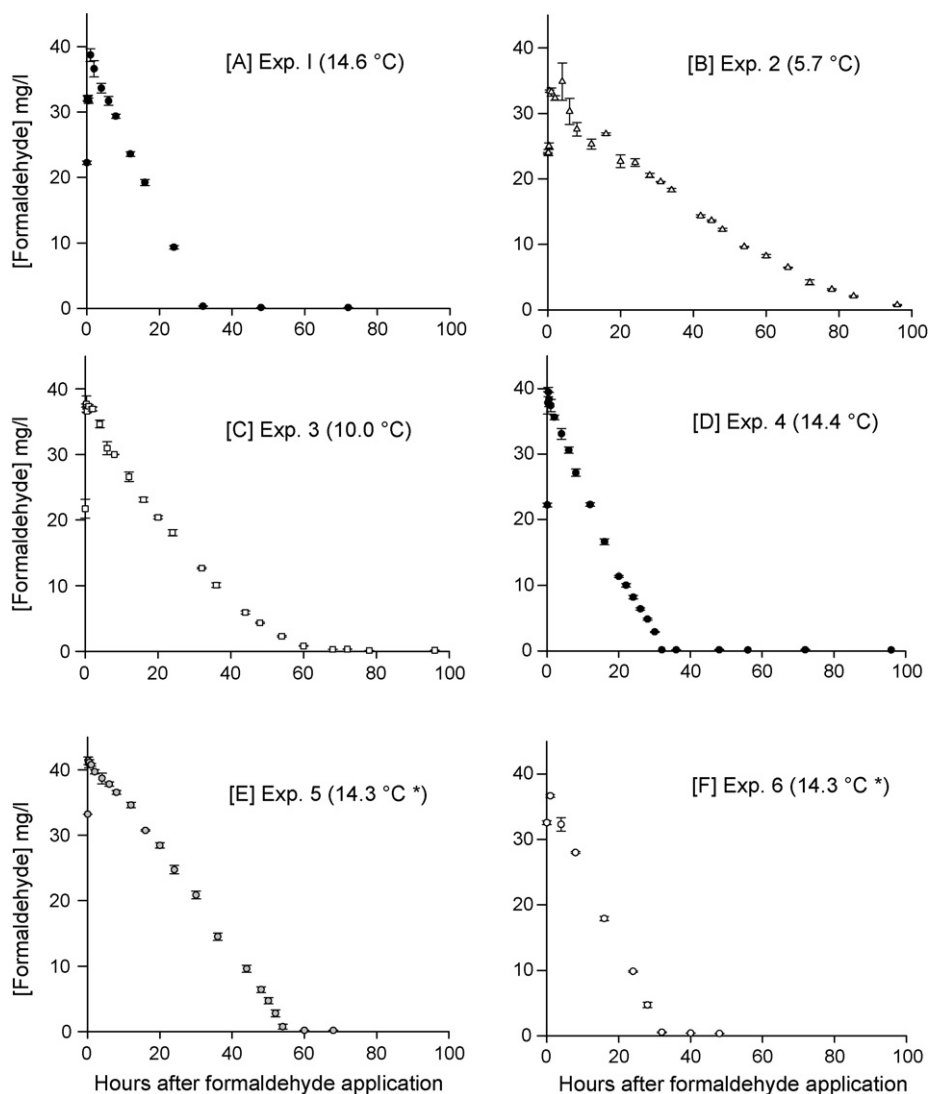 [A] Exp. I (14.6 °C)
[Formaldehyde] mg/l
40
30
20
10
0
0 20 40 60 80 100
[B] Exp. 2 (5.7 °C)
40
30
20
10
0
0 20 40 60 80 100
[C] Exp. 3 (10.0 °C)
[Formaldehyde] mg/l
40
30
20
10
0
0 20 40 60 80 100
[D] Exp. 4 (14.4 °C)
40
30
20
10
0
0 20 40 60 80 100
[E] Exp. 5 (14.3 °C *)
[Formaldehyde] mg/l
40
30
20
10
0
0 20 40 60 80 100
Hours after formaldehyde application
[F] Exp. 6 (14.3 °C *)
40
30
20
10
0
0 20 40 60 80 100
Hours after formaldehyde application